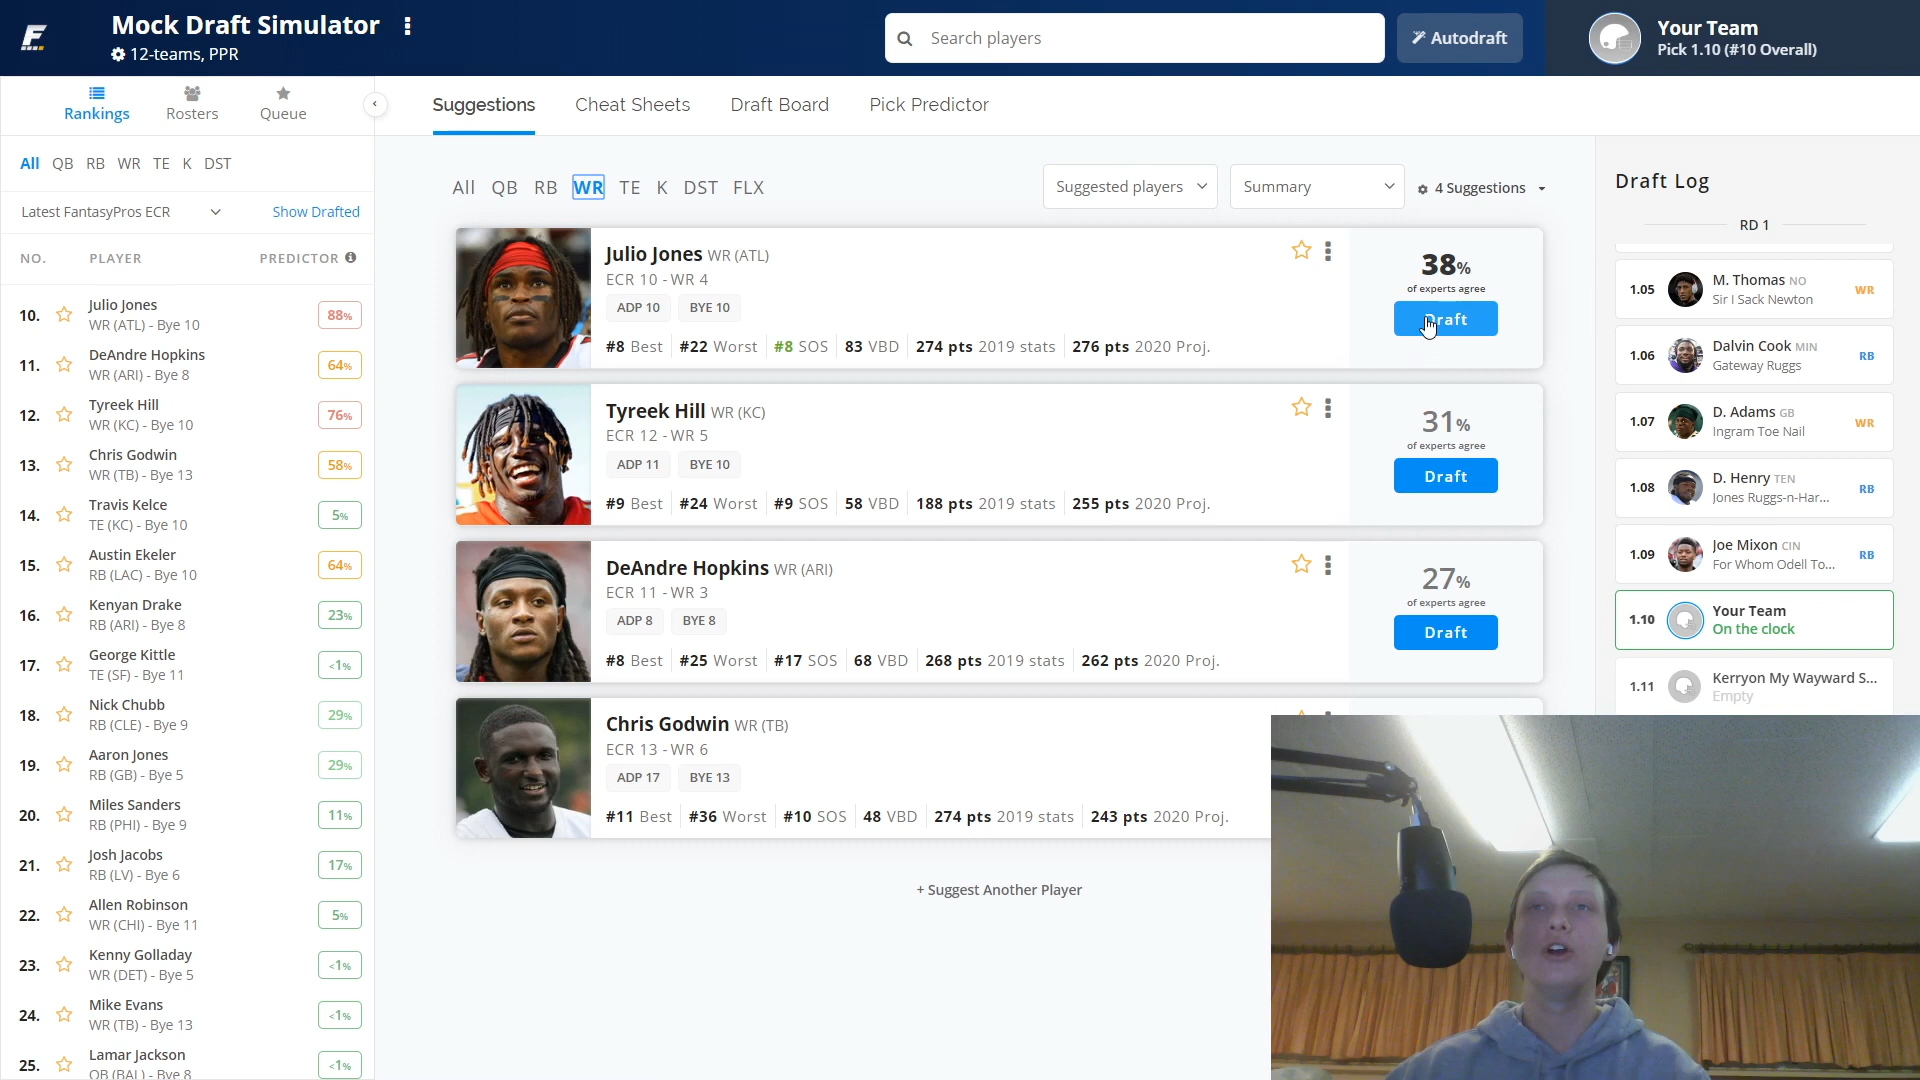 Mock Draft Simulator
12-teams, PPR
Search players
Autodraft
Your Team
Pick 1.10 (#10 Overall)
Rankings
Rosters
Queue
Suggestions
Cheat Sheets
Draft Board
Pick Predictor
All QB RB WR TE K DST
Latest FantasyPros ECR
Show Drafted
NO. PLAYER PREDICTOR
10. Julio Jones 88%
WR (ATL) - Bye 10
11. DeAndre Hopkins 64%
WR (ARI) - Bye 8
12. Tyreek Hill 76%
WR (KC) - Bye 10
13. Chris Godwin 58%
WR (TB) - Bye 13
14. Travis Kelce 5%
TE (KC) - Bye 10
15. Austin Ekeler 64%
RB (LAC) - Bye 10
16. Kenyan Drake 23%
RB (ARI) - Bye 8
17. George Kittle <1%
TE (SF) - Bye 11
18. Nick Chubb 29%
RB (CLE) - Bye 9
19. Aaron Jones 29%
RB (GB) - Bye 5
20. Miles Sanders 11%
RB (PHI) - Bye 9
21. Josh Jacobs 17%
RB (LV) - Bye 6
22. Allen Robinson 5%
WR (CHI) - Bye 11
23. Kenny Golladay <1%
WR (DET) - Bye 5
24. Mike Evans <1%
WR (TB) - Bye 13
25. Lamar Jackson <1%
QB (BAL) - Bye 8
All QB RB WR TE K DST FLX
Suggested players
Summary
4 Suggestions
Julio Jones WR (ATL)
ECR 10 - WR 4
ADP 10 BYE 10
#8 Best #22 Worst #8 SOS 83 VBD 274 pts 2019 stats 276 pts 2020 Proj.
38%
of experts agree
Draft
Tyreek Hill WR (KC)
ECR 12 - WR 5
ADP 11 BYE 10
#9 Best #24 Worst #9 SOS 58 VBD 188 pts 2019 stats 255 pts 2020 Proj.
31%
of experts agree
Draft
DeAndre Hopkins WR (ARI)
ECR 11 - WR 3
ADP 8 BYE 8
#8 Best #25 Worst #17 SOS 68 VBD 268 pts 2019 stats 262 pts 2020 Proj.
27%
of experts agree
Draft
Chris Godwin WR (TB)
ECR 13 - WR 6
ADP 17 BYE 13
#11 Best #36 Worst #10 SOS 48 VBD 274 pts 2019 stats 243 pts 2020 Proj.
+ Suggest Another Player
Draft Log
RD 1
1.05 M. Thomas NO WR
Sir I Sack Newton
1.06 Dalvin Cook MIN RB
Gateway Ruggs
1.07 D. Adams GB WR
Ingram Toe Nail
1.08 D. Henry TEN RB
Jones Ruggs-n-Har...
1.09 Joe Mixon CIN RB
For Whom Odell To...
1.10 Your Team
On the clock
1.11 Kerryon My Wayward S...
Empty